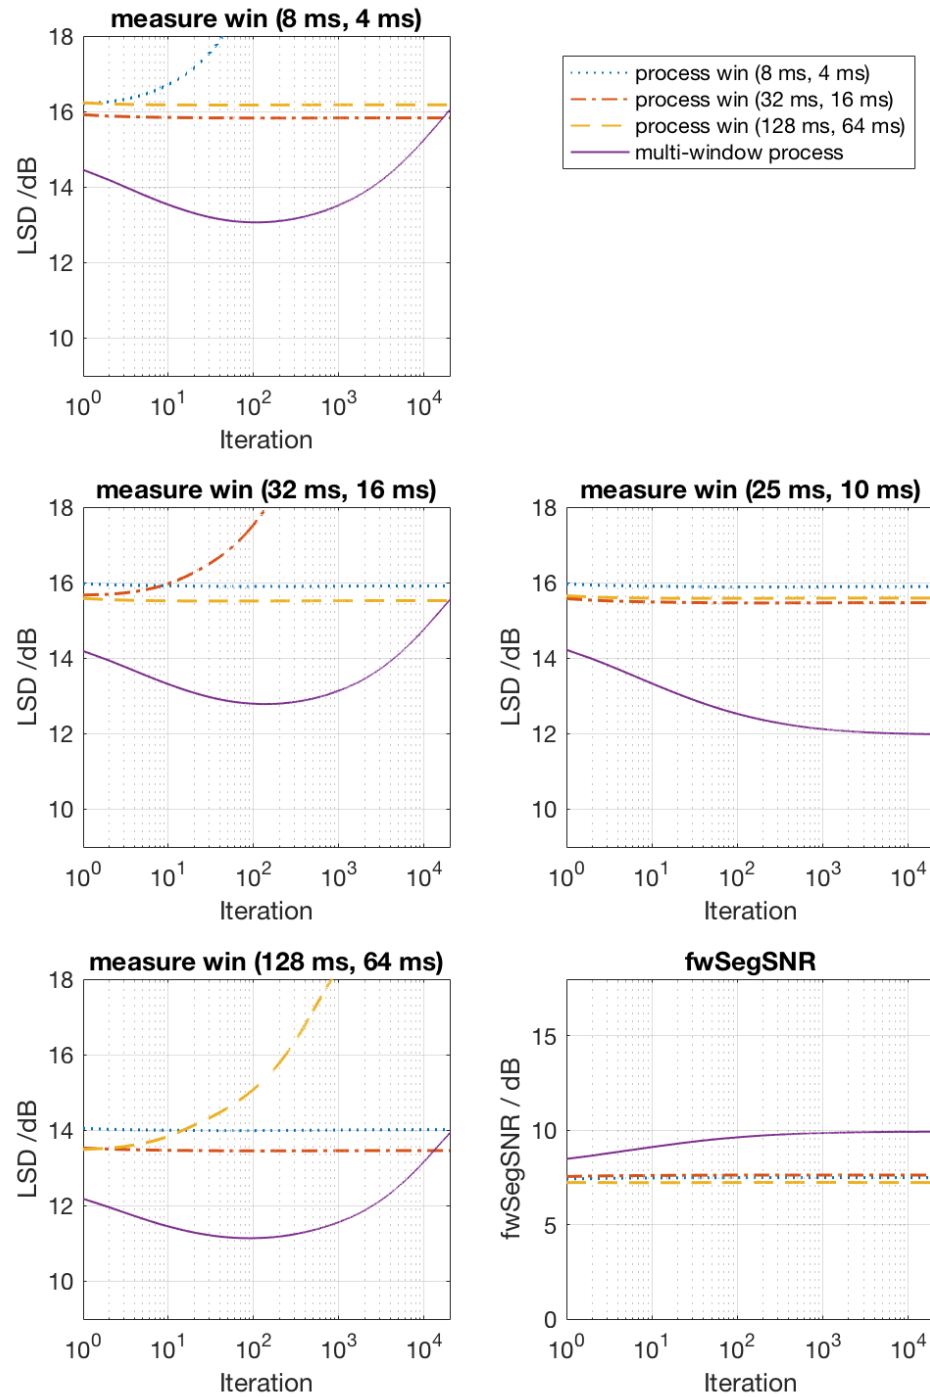 measure win (8 ms, 4 ms)
18
16
14
12
10
LSD /dB
10^0 10^1 10^2 10^3 10^4
Iteration
process win (8 ms, 4 ms)
process win (32 ms, 16 ms)
process win (128 ms, 64 ms)
multi-window process
measure win (32 ms, 16 ms)
18
16
14
12
10
LSD /dB
10^0 10^1 10^2 10^3 10^4
Iteration
measure win (25 ms, 10 ms)
18
16
14
12
10
LSD /dB
10^0 10^1 10^2 10^3 10^4
Iteration
measure win (128 ms, 64 ms)
18
16
14
12
10
LSD /dB
10^0 10^1 10^2 10^3 10^4
Iteration
fwSegSNR
15
10
5
0
fwSegSNR / dB
10^0 10^1 10^2 10^3 10^4
Iteration